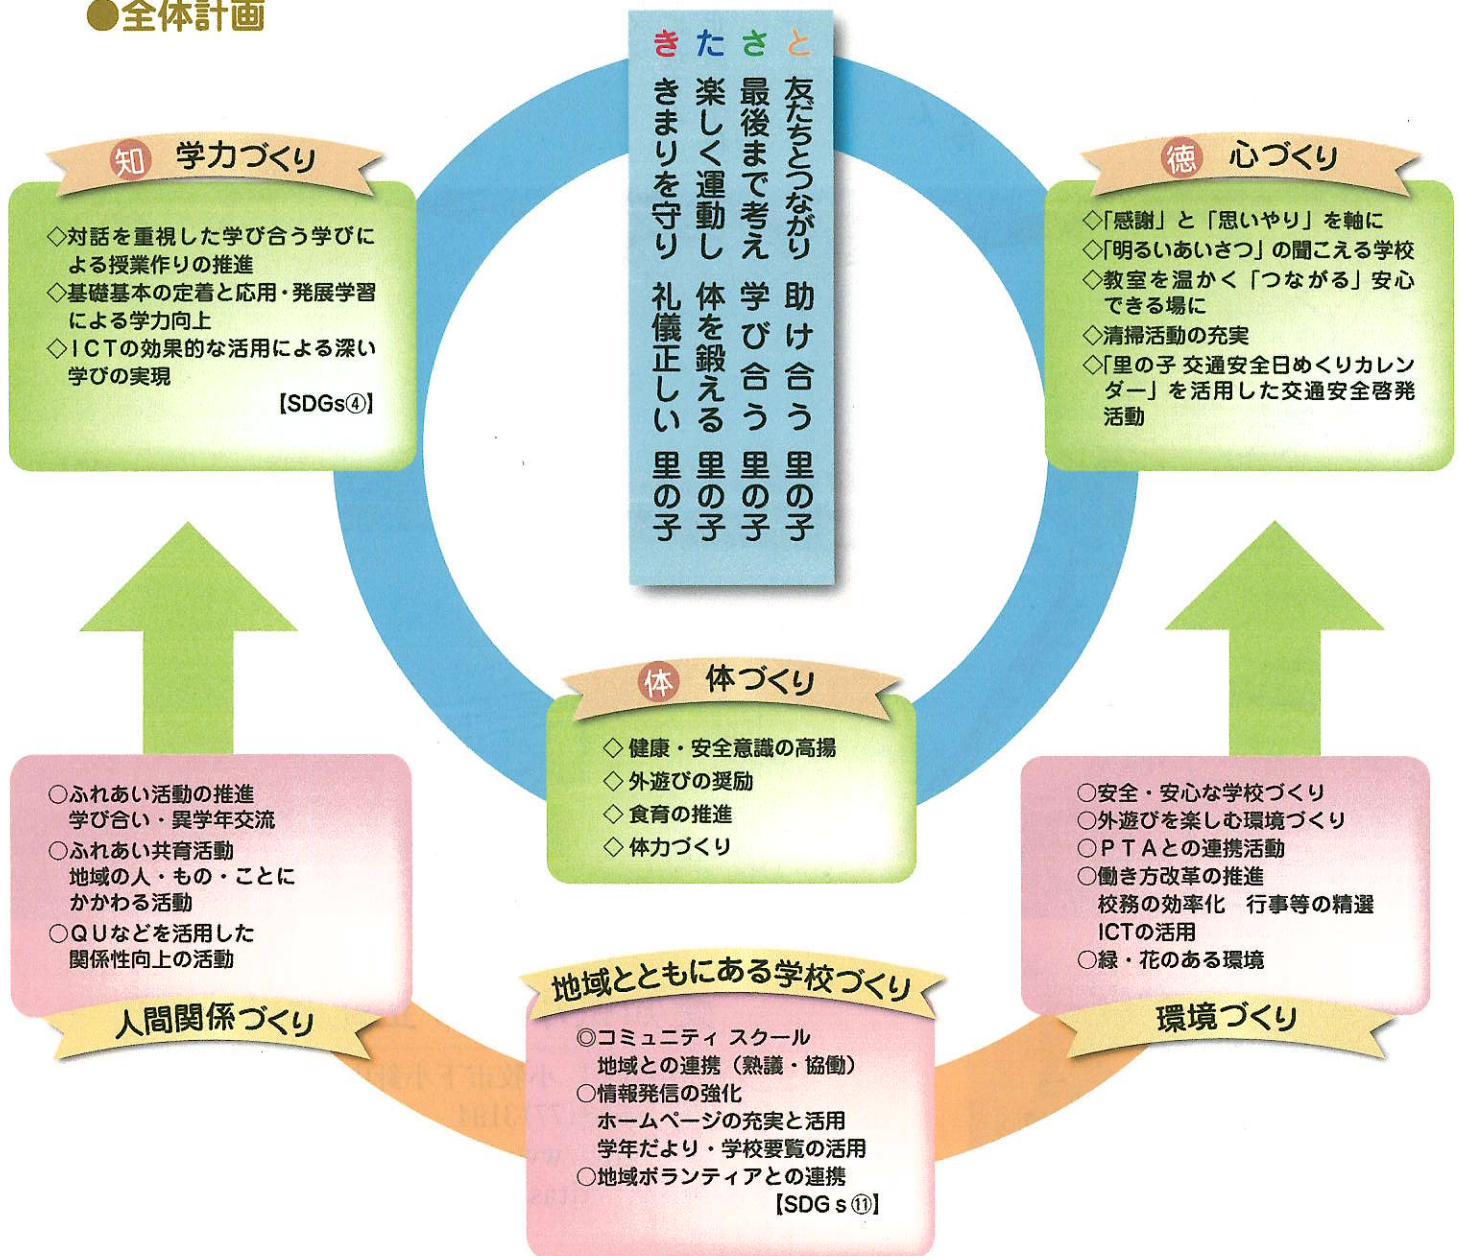 ●全体計画
き きまりを守り 礼儀正しい 里の子
た 楽しく運動し 体を鍛える 里の子
さ 最後まで考え 学び合う 里の子
と 友だちとつながり 助け合う 里の子
知 学力づくり
◇対話を重視した学び合う学びに
よる授業作りの推進
◇基礎基本の定着と応用・発展学習
による学力向上
◇ICTの効果的な活用による深い
学びの実現
【SDGs④】
徳 心づくり
◇「感謝」と「思いやり」を軸に
◇「明るいあいさつ」の聞こえる学校
◇教室を温かく「つながる」安心
できる場に
◇清掃活動の充実
◇「里の子 交通安全日めくりカレン
ダー」を活用した交通安全啓発
活動
体 体づくり
◇健康・安全意識の高揚
◇外遊びの奨励
◇食育の推進
◇体力づくり
○ふれあい活動の推進
学び合い・異学年交流
○ふれあい共育活動
地域の人・もの・ことに
かかわる活動
○QUなどを活用した
関係性向上の活動
人間関係づくり
地域とともにある学校づくり
◎コミュニティ スクール
地域との連携（熟議・協働）
○情報発信の強化
ホームページの充実と活用
学年だより・学校要覧の活用
○地域ボランティアとの連携
【SDGｓ⑪】
○安全・安心な学校づくり
○外遊びを楽しむ環境づくり
○PTAとの連携活動
○働き方改革の推進
校務の効率化　行事等の精選
ICTの活用
○緑・花のある環境
環境づくり